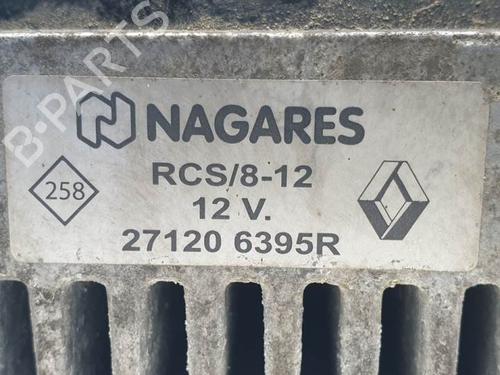 B-PARTS
NAGARES
RCS/8-12
258
12 V.
27120 6395R